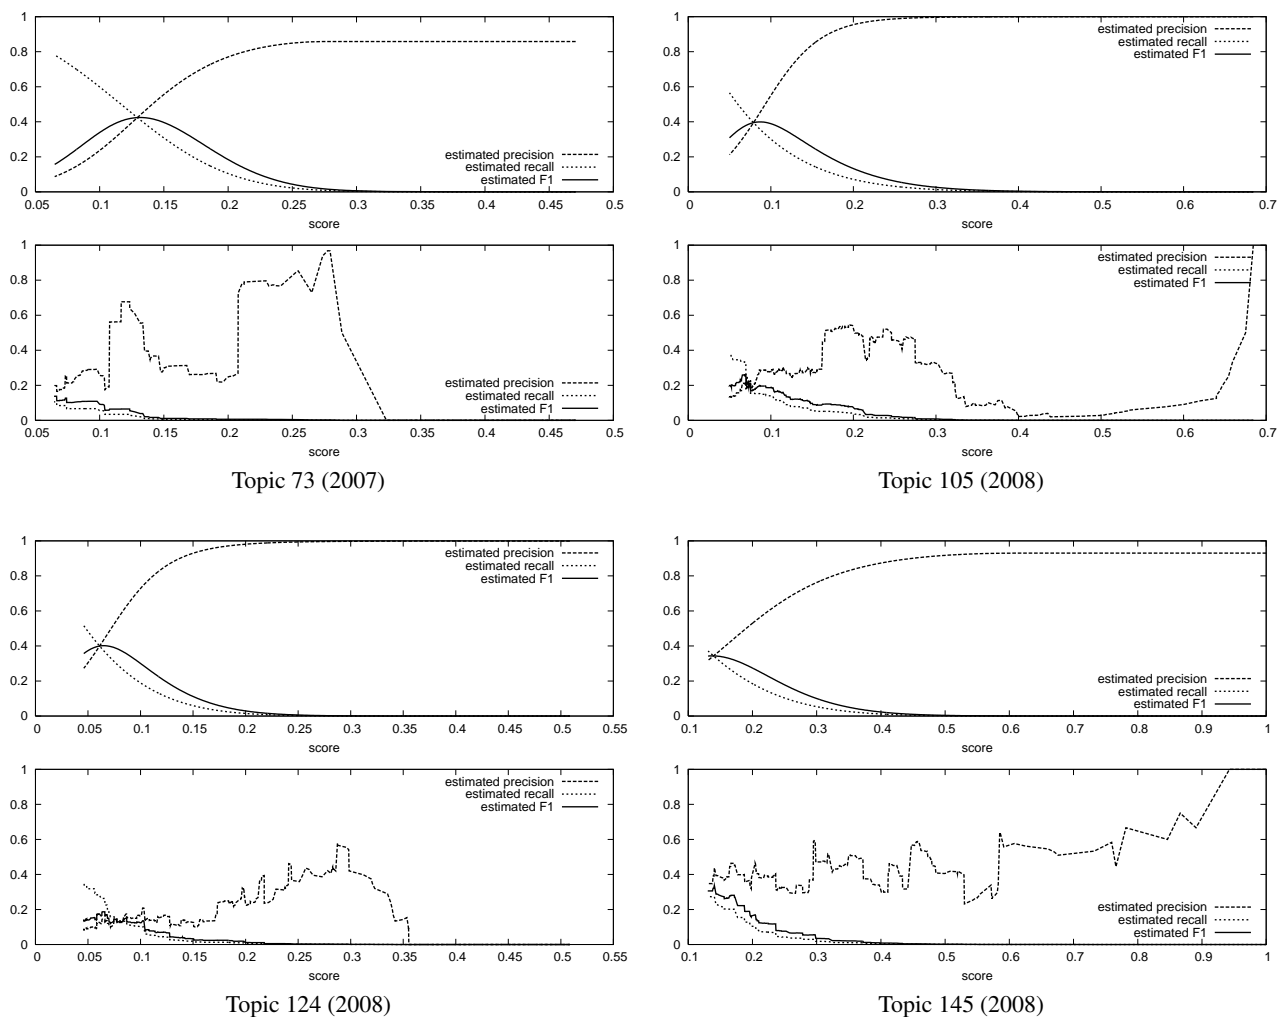 1
0.8
0.6
0.4
0.2
0
estimated precision
estimated recall
estimated F1
0.05 0.1 0.15 0.2 0.25 0.3 0.35 0.4 0.45 0.5
score
1
0.8
0.6
0.4
0.2
0
estimated precision
estimated recall
estimated F1
0.05 0.1 0.15 0.2 0.25 0.3 0.35 0.4 0.45 0.5
score
Topic 73 (2007)
1
0.8
0.6
0.4
0.2
0
estimated precision
estimated recall
estimated F1
0 0.1 0.2 0.3 0.4 0.5 0.6 0.7
score
1
0.8
0.6
0.4
0.2
0
estimated precision
estimated recall
estimated F1
0 0.1 0.2 0.3 0.4 0.5 0.6 0.7
score
Topic 105 (2008)
1
0.8
0.6
0.4
0.2
0
estimated precision
estimated recall
estimated F1
0 0.05 0.1 0.15 0.2 0.25 0.3 0.35 0.4 0.45 0.5 0.55
score
1
0.8
0.6
0.4
0.2
0
estimated precision
estimated recall
estimated F1
0 0.05 0.1 0.15 0.2 0.25 0.3 0.35 0.4 0.45 0.5 0.55
score
Topic 124 (2008)
1
0.8
0.6
0.4
0.2
0
estimated precision
estimated recall
estimated F1
0.1 0.2 0.3 0.4 0.5 0.6 0.7 0.8 0.9 1
score
1
0.8
0.6
0.4
0.2
0
estimated precision
estimated recall
estimated F1
0.1 0.2 0.3 0.4 0.5 0.6 0.7 0.8 0.9 1
score
Topic 145 (2008)